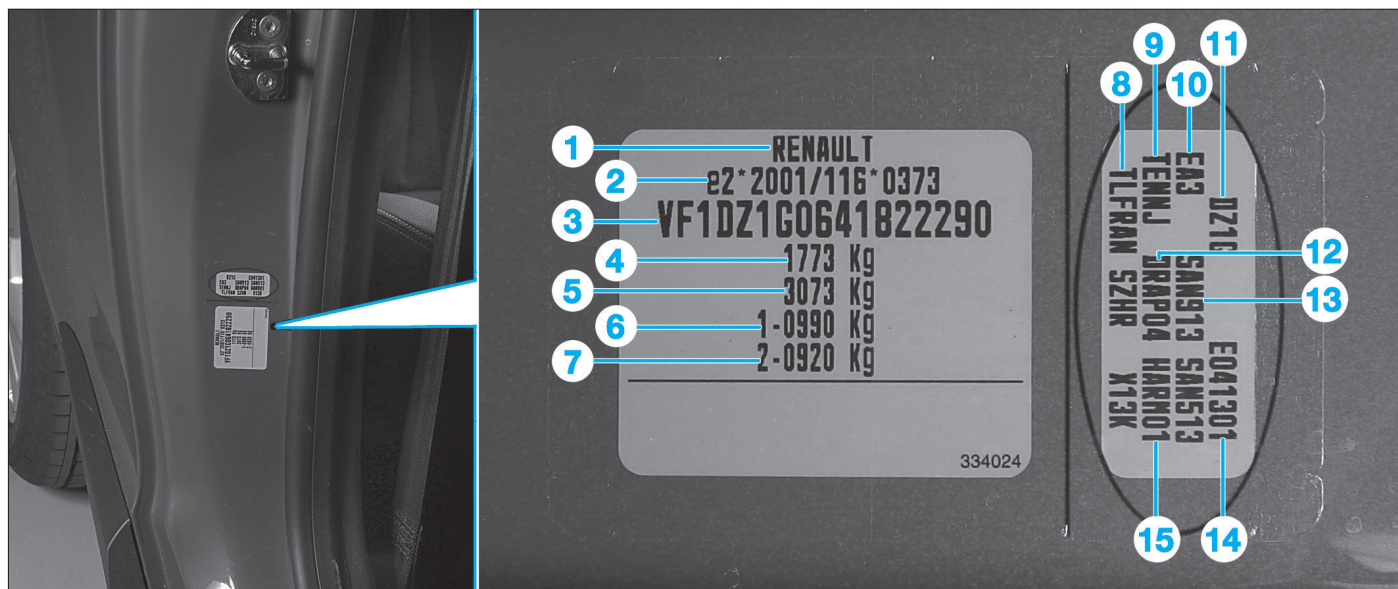 9
11
8
10
1 RENAULT
2 e2*2001/116*0373
3 VF1DZ1G0641822290
4 1773 Kg
5 3073 Kg
6 1-0990 Kg
7 2-0920 Kg
334024
DZ1G E041301
EA3 SAN913 SAN513
TENNJ DRAP04 HARM01
TLFRAN SZHR X13K
12
13
15
14